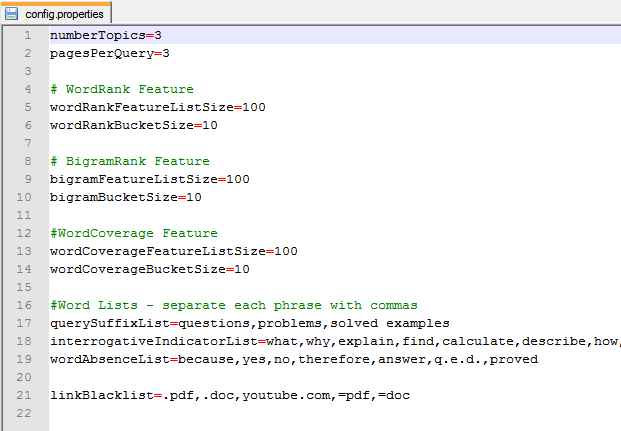 config.properties
1 numberTopics=3
2 pagesPerQuery=3
3
4 # WordRank Feature
5 wordRankFeatureListSize=100
6 wordRankBucketSize=10
7
8 # BigramRank Feature
9 bigramFeatureListSize=100
10 bigramBucketSize=10
11
12 #WordCoverage Feature
13 wordCoverageFeatureListSize=100
14 wordCoverageBucketSize=10
15
16 #Word Lists - separate each phrase with commas
17 querySuffixList=questions,problems,solved examples
18 interrogativeIndicatorList=what,why,explain,find,calculate,describe,how,
19 wordAbsenceList=because,yes,no,therefore,answer,q.e.d.,proved
20
21 linkBlacklist=.pdf,.doc,youtube.com,=pdf,=doc
22